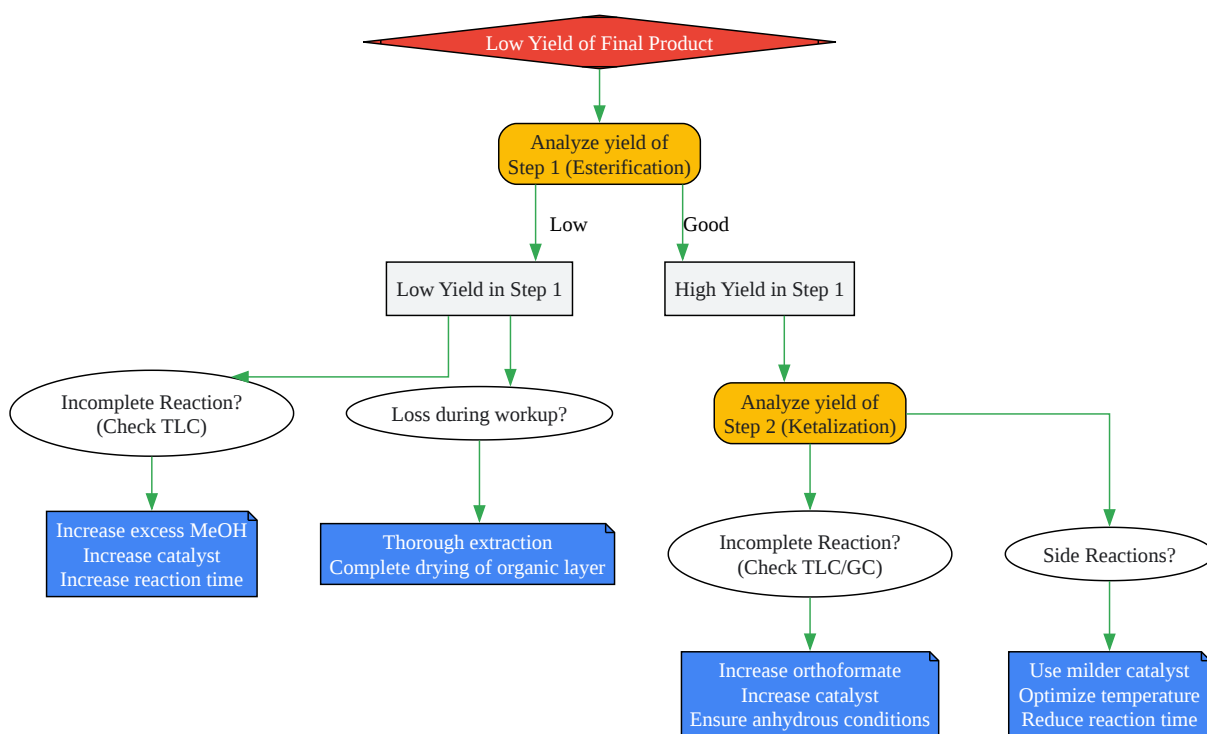 Low Yield of Final Product
Analyze yield of
Step 1 (Esterification)
Low
Good
Low Yield in Step 1
High Yield in Step 1
Incomplete Reaction?
(Check TLC)
Loss during workup?
Analyze yield of
Step 2 (Ketalization)
Increase excess MeOH
Increase catalyst
Increase reaction time
Thorough extraction
Complete drying of organic layer
Incomplete Reaction?
(Check TLC/GC)
Side Reactions?
Increase orthoformate
Increase catalyst
Ensure anhydrous conditions
Use milder catalyst
Optimize temperature
Reduce reaction time